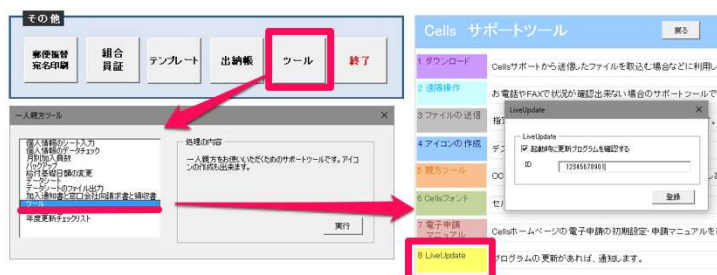 その他
郵便振替
宛名印刷
組合
員証
テンプレート
出納帳
ツール
終了
一人親方ツール
×
個人情報のシート入力
個人情報のデータチェック
月別加入員数
バックアップ
給付基礎日額の変更
データシート
データシートのファイル出力
加入通知書と窓口会社向請求書と領収書
ツール
年度更新チェックリスト
処理の内容
一人親方をお使いいただくためのサポートツールです。アイコ
ンの作成も出来ます。
実行
Cells サポートツール
戻る
1 ダウンロード
Cellsサポートから送信したファイルを取込む場合などに利用し
2 遠隔操作
お電話やFAXで状況が確認出来ない場合のサポートツールで
3 ファイルの送信
指
4 アイコンの作成
デス
5 親方ツール
OC
6 Cellsフォント
セル
7 電子申請
マニュアル
Cellsホームページの電子申請の初期設定・申請マニュアルを
8 LiveUpdate
プログラムの更新があれば、通知します。
LiveUpdate
×
LiveUpdate
起動時に更新プログラムを確認する
ID
12345678901
登録